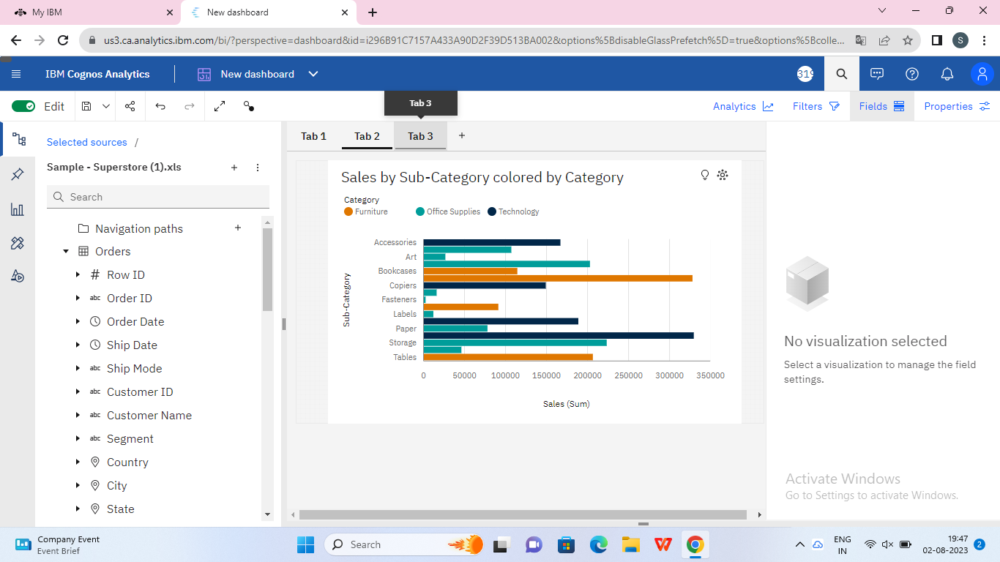 My IBM
New dashboard
us3.ca.analytics.ibm.com/bi/?perspective=dashboard&id=i296B91C7157A433A90D2F39D513BA002&options%5BdisableGlassPrefetch%5D=true&options%5Bcolle...
S
IBM Cognos Analytics
New dashboard
319
Edit
Tab 3
Analytics
Filters
Fields
Properties
Selected sources /
Tab 1
Tab 2
Tab 3
Sample - Superstore (1).xls
Search
Navigation paths
Orders
Row ID
abc Order ID
Order Date
Ship Date
abc Ship Mode
abc Customer ID
abc Customer Name
abc Segment
Country
City
State
Sales by Sub-Category colored by Category
Category
Furniture
Office Supplies
Technology
Sub-Category
Accessories
Art
Bookcases
Copiers
Fasteners
Labels
Paper
Storage
Tables
0 50000 100000 150000 200000 250000 300000 350000
Sales (Sum)
No visualization selected
Select a visualization to manage the field
settings.
Activate Windows
Go to Settings to activate Windows.
Company Event
Event Brief
Search
ENG
IN
19:47
02-08-2023
2